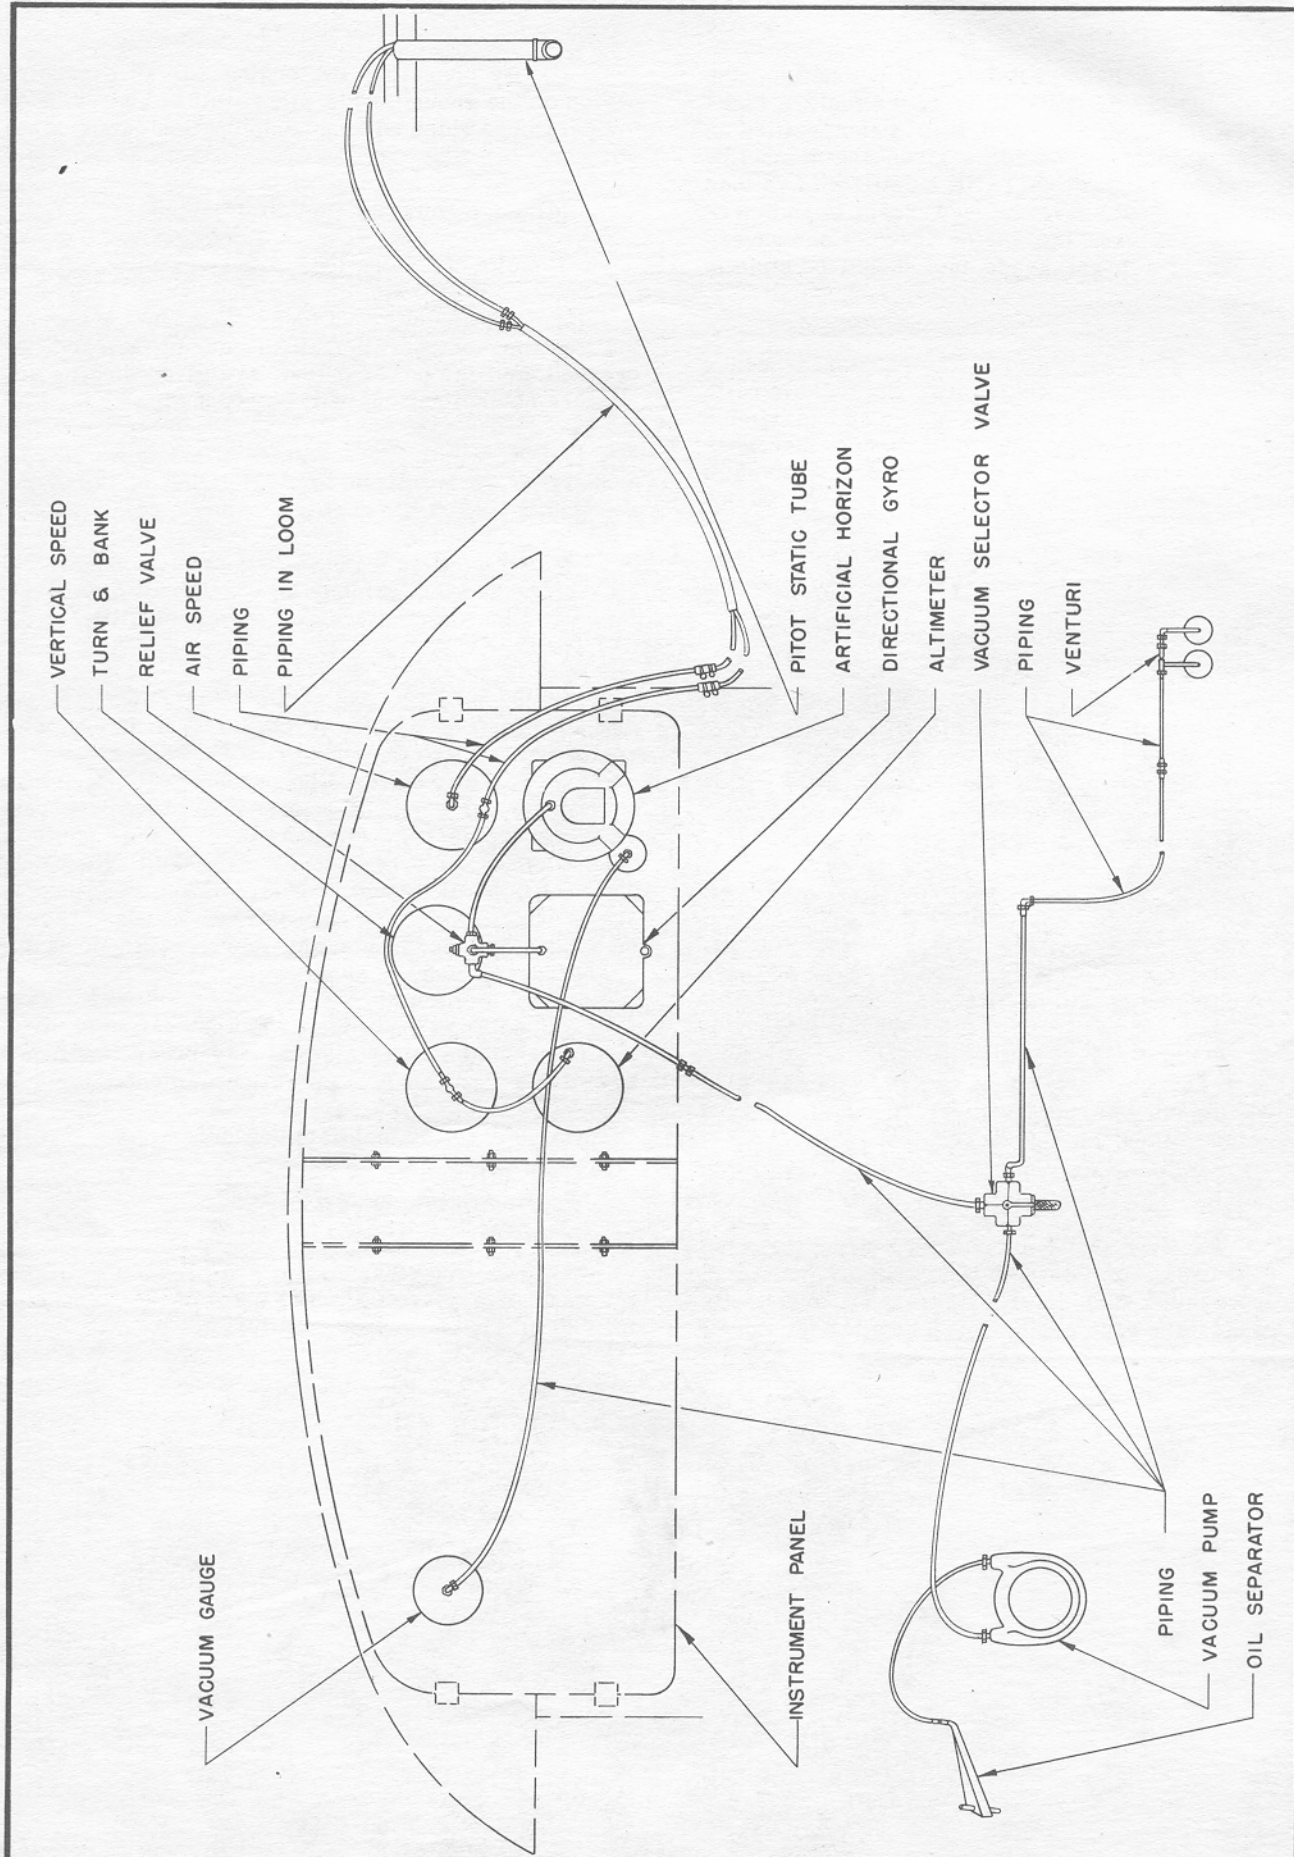 VERTICAL SPEED
TURN & BANK
RELIEF VALVE
AIR SPEED
PIPING
PIPING IN LOOM
VACUUM GAUGE
PITOT STATIC TUBE
ARTIFICIAL HORIZON
DIRECTIONAL GYRO
ALTIMETER
VACUUM SELECTOR VALVE
PIPING
VENTURI
INSTRUMENT PANEL
PIPING
VACUUM PUMP
OIL SEPARATOR